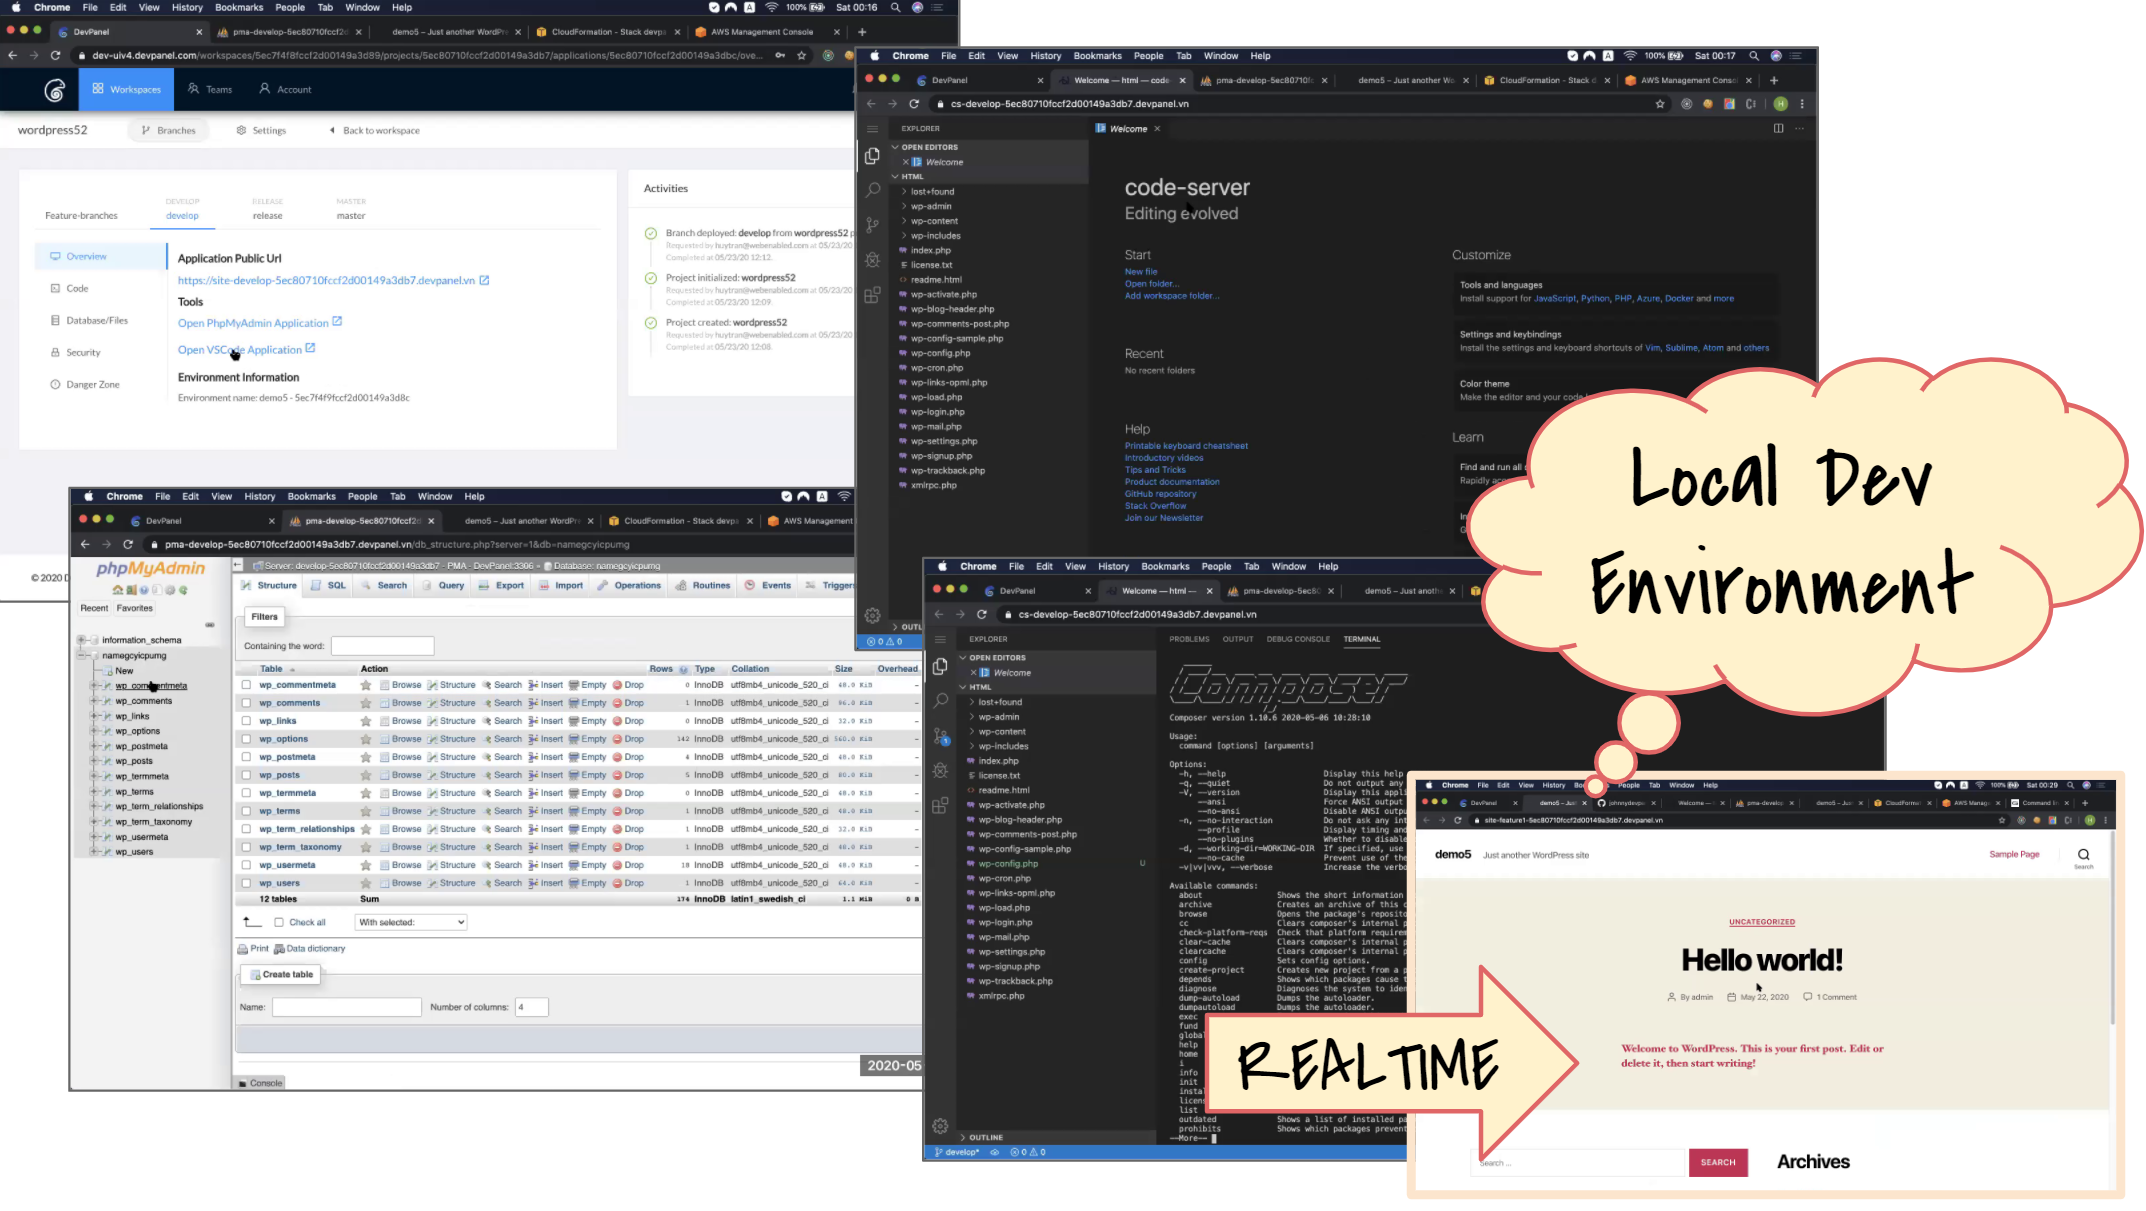 Chrome File Edit View History Bookmarks People Tab Window Help 100% Sat 00:16
DevPanel
pma-develop-5ec80710fccf2d
demo5 – Just another WordPr
CloudFormation - Stack devpa
AWS Management Console
dev-uiv4.devpanel.com/workspaces/5ec7f4f8fccf2d00149a3d89/projects/5ec80710fccf2d00149a3db7/applications/5ec80710fccf2d00149a3db7/branches
Workspaces Teams Account
wordpress52 Branches Settings Back to workspace
Feature-branches
DEVELOP
develop
RELEASE
release
MASTER
master
Overview
Code
Database/Files
Security
Danger Zone
Application Public Url
https://site-develop-5ec80710fccf2d00149a3db7.devpanel.vn
Tools
Open PhpMyAdmin Application
Open VSCode Application
Environment Information
Environment name: demo5 - 5ec7f4f9fccf2d00149a3d8c
Activities
Branch deployed: develop from wordpress52 p
Requested by huytran@webenabled.com at 05/23/20
Completed at 05/23/20 12:12.
Project initialized: wordpress52
Requested by huytran@webenabled.com at 05/23/20
Completed at 05/23/20 12:09.
Project created: wordpress52
Requested by huytran@webenabled.com at 05/23/20
Completed at 05/23/20 12:08.
© 2020 D
Chrome File Edit View History Bookmarks People Tab Window Help 100% Sat 00:17
DevPanel
Welcome — html — code-
pma-develop-5ec80710fc
demo5 – Just another Wo
CloudFormation - Stack d
AWS Management Consol
cs-develop-5ec80710fccf2d00149a3db7.devpanel.vn
EXPLORER
OPEN EDITORS
Welcome
HTML
lost+found
wp-admin
wp-content
wp-includes
index.php
license.txt
readme.html
wp-activate.php
wp-blog-header.php
wp-comments-post.php
wp-config-sample.php
wp-config.php
wp-cron.php
wp-links-opml.php
wp-load.php
wp-login.php
wp-mail.php
wp-settings.php
wp-signup.php
wp-trackback.php
xmlrpc.php
OUTL
0 0
Welcome
code-server
Editing evolved
Start
New file
Open folder...
Add workspace folder...
Recent
No recent folders
Help
Printable keyboard cheatsheet
Introductory videos
Tips and Tricks
Product documentation
GitHub repository
Stack Overflow
Join our Newsletter
Customize
Tools and languages
Install support for JavaScript, Python, PHP, Azure, Docker and more
Settings and keybindings
Install the settings and keyboard shortcuts of Vim, Sublime, Atom and others
Color theme
Make the editor and your code
Learn
Find and run all
Rapidly acc
Local Dev
Environment
Chrome File Edit View History Bookmarks People Tab Window Help
DevPanel
pma-develop-5ec80710fccf2
demo5 – Just another WordPr
CloudFormation - Stack devpa
AWS Management
pma-develop-5ec80710fccf2d00149a3db7.devpanel.vn/db_structure.php?server=1&db=namegcyicpumg
phpMyAdmin
Recent Favorites
information_schema
namegcyicpumg
New
wp_commentmeta
wp_comments
wp_links
wp_options
wp_postmeta
wp_posts
wp_termmeta
wp_terms
wp_term_relationships
wp_term_taxonomy
wp_usermeta
wp_users
Server: develop-5ec80710fccf2d00149a3db7 - PMA - DevPanel:3306 » Database: namegcyicpumg
Structure SQL Search Query Export Import Operations Routines Events Triggers
Filters
Containing the word:
Table Action Rows Type Collation Size Overhead
wp_commentmeta Browse Structure Search Insert Empty Drop 0 InnoDB utf8mb4_unicode_520_ci 48.0 KiB -
wp_comments Browse Structure Search Insert Empty Drop 1 InnoDB utf8mb4_unicode_520_ci 96.0 KiB -
wp_links Browse Structure Search Insert Empty Drop 0 InnoDB utf8mb4_unicode_520_ci 32.0 KiB -
wp_options Browse Structure Search Insert Empty Drop 142 InnoDB utf8mb4_unicode_520_ci 560.0 KiB -
wp_postmeta Browse Structure Search Insert Empty Drop 4 InnoDB utf8mb4_unicode_520_ci 48.0 KiB -
wp_posts Browse Structure Search Insert Empty Drop 5 InnoDB utf8mb4_unicode_520_ci 80.0 KiB -
wp_termmeta Browse Structure Search Insert Empty Drop 0 InnoDB utf8mb4_unicode_520_ci 48.0 KiB -
wp_terms Browse Structure Search Insert Empty Drop 1 InnoDB utf8mb4_unicode_520_ci 48.0 KiB -
wp_term_relationships Browse Structure Search Insert Empty Drop 1 InnoDB utf8mb4_unicode_520_ci 32.0 KiB -
wp_term_taxonomy Browse Structure Search Insert Empty Drop 1 InnoDB utf8mb4_unicode_520_ci 48.0 KiB -
wp_usermeta Browse Structure Search Insert Empty Drop 18 InnoDB utf8mb4_unicode_520_ci 48.0 KiB -
wp_users Browse Structure Search Insert Empty Drop 1 InnoDB utf8mb4_unicode_520_ci 64.0 KiB -
12 tables Sum 174 InnoDB latin1_swedish_ci 1.1 MiB 0 B
Check all With selected:
Print Data dictionary
Create table
Name: Number of columns: 4
Console
2020-05
Chrome File Edit View History Bookmarks People Tab Window Help
DevPanel
Welcome — html —
pma-develop-5ec80
demo5 – Just anoth
cs-develop-5ec80710fccf2d00149a3db7.devpanel.vn
EXPLORER
OPEN EDITORS
Welcome
HTML
lost+found
wp-admin
wp-content
wp-includes
index.php
license.txt
readme.html
wp-activate.php
wp-blog-header.php
wp-comments-post.php
wp-config-sample.php
wp-config.php U
wp-cron.php
wp-links-opml.php
wp-load.php
wp-login.php
wp-mail.php
wp-settings.php
wp-signup.php
wp-trackback.php
xmlrpc.php
OUTLINE
develop* 0 0
PROBLEMS OUTPUT DEBUG CONSOLE TERMINAL
Composer
Composer version 1.10.6 2020-05-06 10:28:10
Usage:
command [options] [arguments]
Options:
-h, --help Display this help
-q, --quiet Do not output any
-V, --version Display this appli
--ansi Force ANSI output
--no-ansi Disable ANSI outpu
-n, --no-interaction Do not ask any int
--profile Display timing and
--no-plugins Whether to disable
-d, --working-dir=WORKING-DIR If specified, use
--no-cache Prevent use of the
-v|vv|vvv, --verbose Increase the verbo
Available commands:
about Shows the short information
archive Creates an archive of this c
browse Opens the package's reposito
cc Clears composer's internal p
check-platform-reqs Check that platform requirem
clear-cache Clears composer's internal p
clearcache Clears composer's internal p
config Sets config options.
create-project Creates new project from a p
depends Shows which packages cause t
diagnose Diagnoses the system to iden
dump-autoload Dumps the autoloader.
dumpautoload Dumps the autoloader.
exec
fund
global
help
home
i
info
init
instal
licens
list
outdated Shows a list of installed pa
prohibits Shows which packages prevent
--More--
REALTIME
Chrome File Edit View History People Tab Window Help 100% Sat 00:29
DevPanel
site-feature1-5ec80710fccf2d00149a3db7.devpanel.vn
demo5 Just another WordPress site Sample Page Search
UNCATEGORIZED
Hello world!
By admin May 22, 2020 1 Comment
Welcome to WordPress. This is your first post. Edit or
delete it, then start writing!
Search ... SEARCH Archives